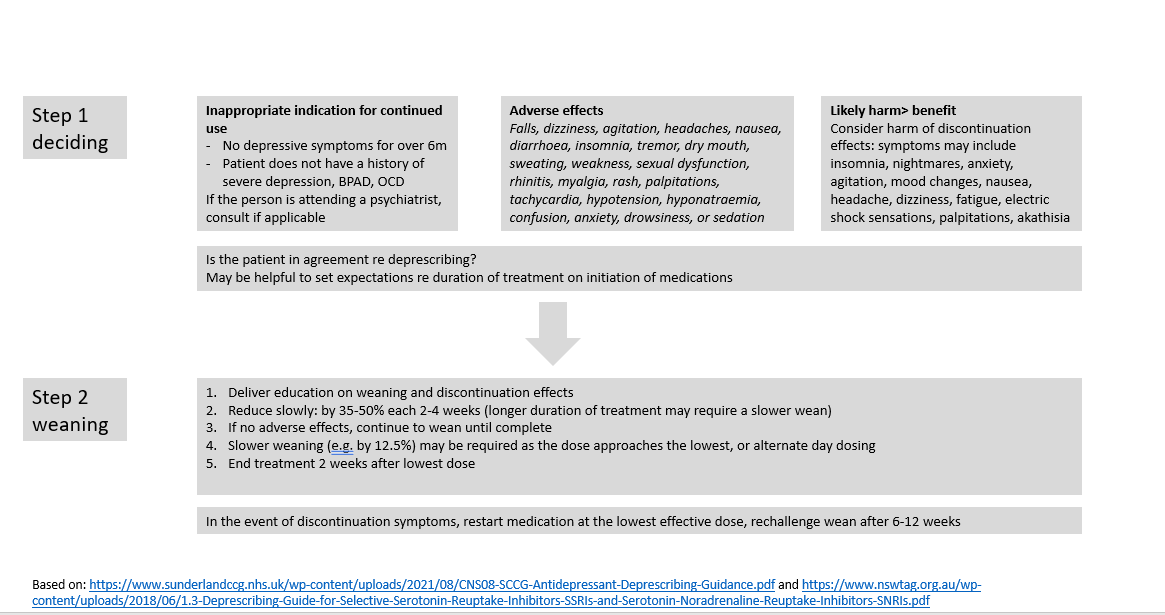 Step 1
deciding
Inappropriate indication for continued
use
- No depressive symptoms for over 6m
- Patient does not have a history of
severe depression, BPAD, OCD
If the person is attending a psychiatrist,
consult if applicable
Adverse effects
Falls, dizziness, agitation, headaches, nausea,
diarrhoea, insomnia, tremor, dry mouth,
sweating, weakness, sexual dysfunction,
rhinitis, myalgia, rash, palpitations,
tachycardia, hypotension, hyponatraemia,
confusion, anxiety, drowsiness, or sedation
Likely harm> benefit
Consider harm of discontinuation
effects: symptoms may include
insomnia, nightmares, anxiety,
agitation, mood changes, nausea,
headache, dizziness, fatigue, electric
shock sensations, palpitations, akathisia
Is the patient in agreement re deprescribing?
May be helpful to set expectations re duration of treatment on initiation of medications
Step 2
weaning
1. Deliver education on weaning and discontinuation effects
2. Reduce slowly: by 35-50% each 2-4 weeks (longer duration of treatment may require a slower wean)
3. If no adverse effects, continue to wean until complete
4. Slower weaning (e.g. by 12.5%) may be required as the dose approaches the lowest, or alternate day dosing
5. End treatment 2 weeks after lowest dose
In the event of discontinuation symptoms, restart medication at the lowest effective dose, rechallenge wean after 6-12 weeks
Based on: https://www.sunderlandccg.nhs.uk/wp-content/uploads/2021/08/CNS08-SCCG-Antidepressant-Deprescribing-Guidance.pdf and https://www.nswtag.org.au/wp-
content/uploads/2018/06/1.3-Deprescribing-Guide-for-Selective-Serotonin-Reuptake-Inhibitors-SSRIs-and-Serotonin-Noradrenaline-Reuptake-Inhibitors-SNRIs.pdf